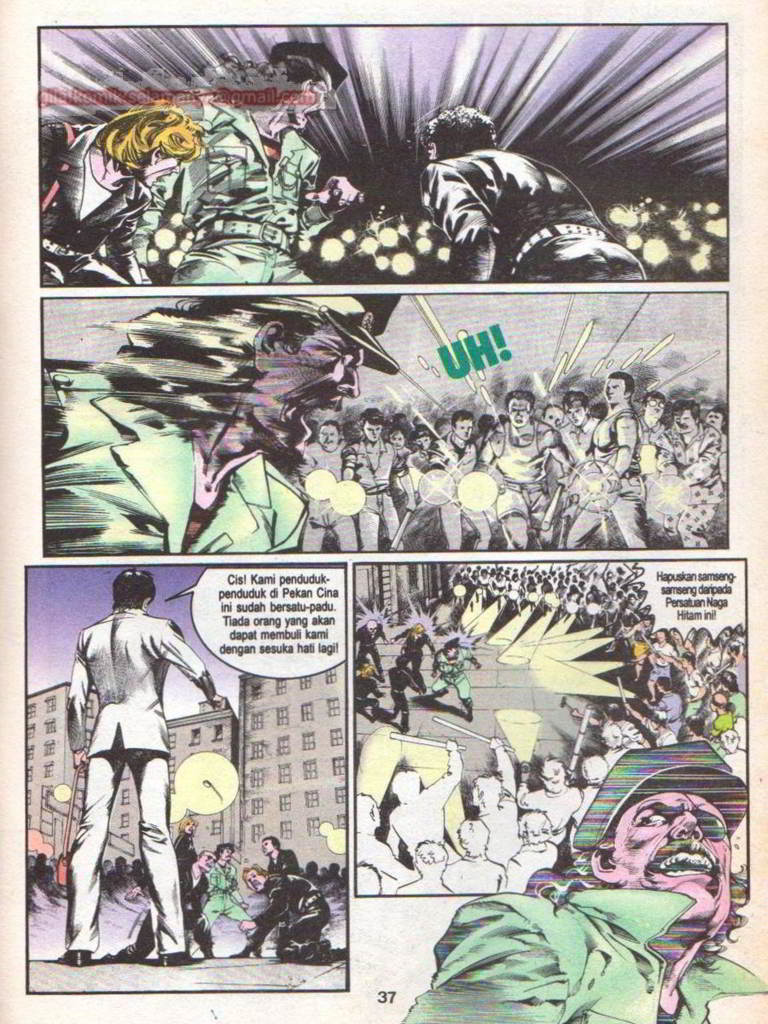 UH!
Cis! Kami penduduk-
penduduk di Pekan Cina
ini sudah bersatu-padu.
Tiada orang yang akan
dapat membuli kami
dengan sesuka hati lagi!
Hapuskan samseng-
samseng daripada
Persatuan Naga
Hitam ini!
37